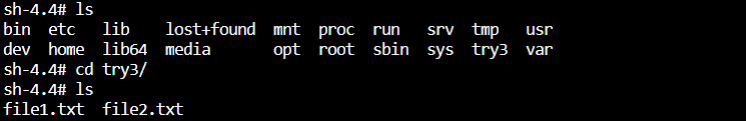 sh-4.4# ls
bin  etc   lib    lost+found  mnt  proc  run   srv  tmp   usr
dev  home  lib64  media       opt  root  sbin  sys  try3  var
sh-4.4# cd try3/
sh-4.4# ls
file1.txt  file2.txt